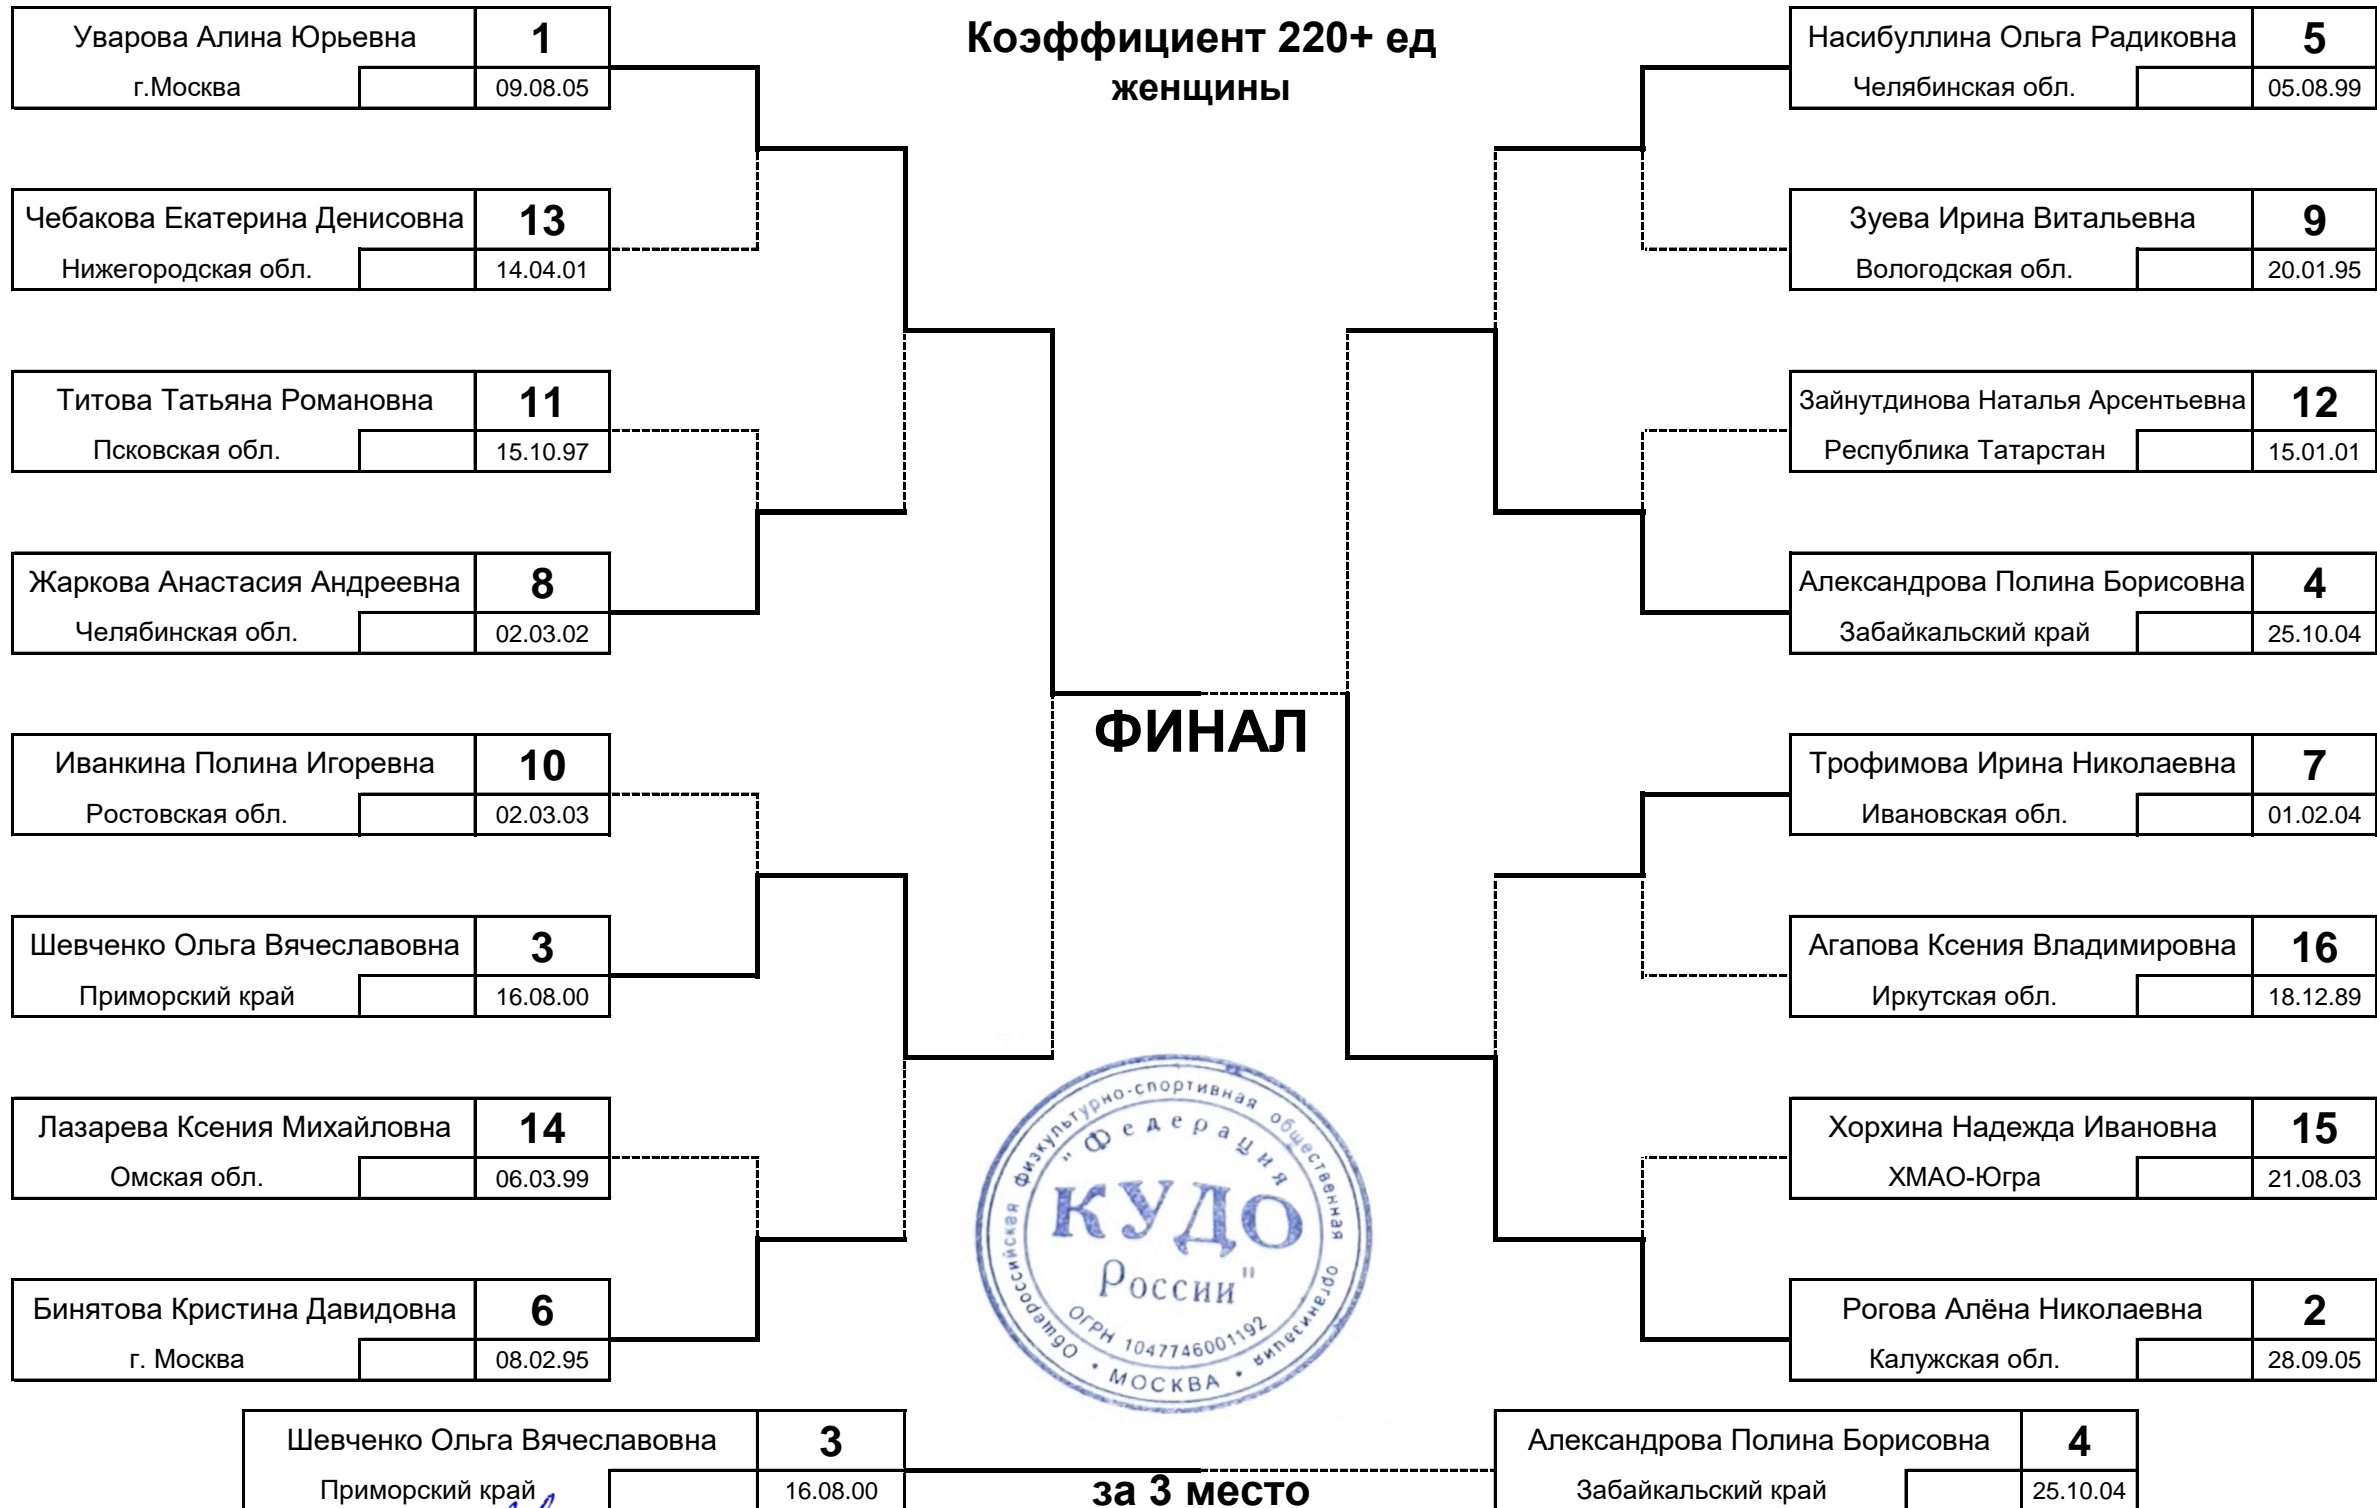 Коэффициент 220+ ед
женщины
Уварова Алина Юрьевна 1
г.Москва 09.08.05
Чебакова Екатерина Денисовна 13
Нижегородская обл. 14.04.01
Титова Татьяна Романовна 11
Псковская обл. 15.10.97
Жаркова Анастасия Андреевна 8
Челябинская обл. 02.03.02
Иванкина Полина Игоревна 10
Ростовская обл. 02.03.03
Шевченко Ольга Вячеславовна 3
Приморский край 16.08.00
Лазарева Ксения Михайловна 14
Омская обл. 06.03.99
Бинятова Кристина Давидовна 6
г. Москва 08.02.95
ФИНАЛ
Насибуллина Ольга Радиковна 5
Челябинская обл. 05.08.99
Зуева Ирина Витальевна 9
Вологодская обл. 20.01.95
Зайнутдинова Наталья Арсентьевна 12
Республика Татарстан 15.01.01
Александрова Полина Борисовна 4
Забайкальский край 25.10.04
Трофимова Ирина Николаевна 7
Ивановская обл. 01.02.04
Агапова Ксения Владимировна 16
Иркутская обл. 18.12.89
Хорхина Надежда Ивановна 15
ХМАО-Югра 21.08.03
Рогова Алёна Николаевна 2
Калужская обл. 28.09.05
Общероссийская физкультурно-спортивная общественная организация
• МОСКВА •
"Федерация
КУДО
России"
ОГРН 1047746001192
Шевченко Ольга Вячеславовна 3
Приморский край 16.08.00
за 3 место
Александрова Полина Борисовна 4
Забайкальский край 25.10.04